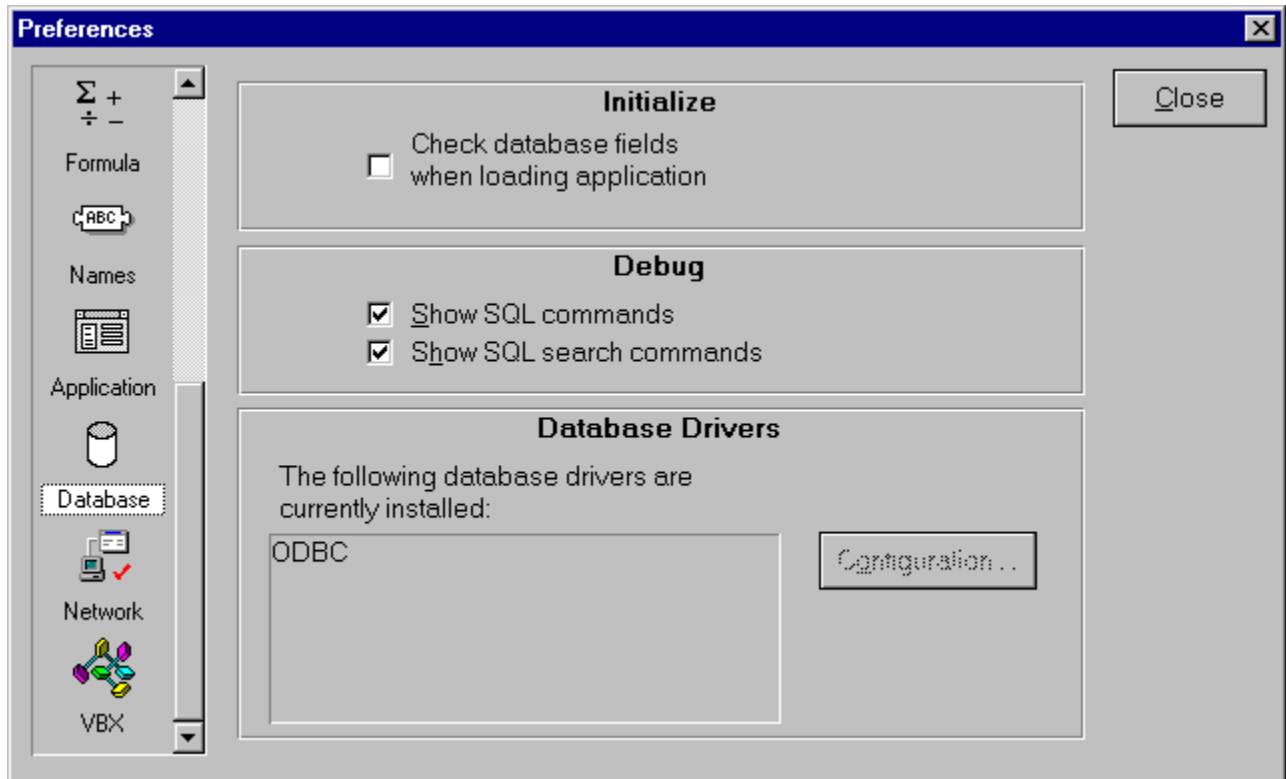 Preferences
Σ +
÷ –
Formula
ABC
Names
Application
Database
Network
VBX
Initialize
Check database fields
when loading application
Debug
Show SQL commands
Show SQL search commands
Database Drivers
The following database drivers are
currently installed:
ODBC
Configuration . .
Close